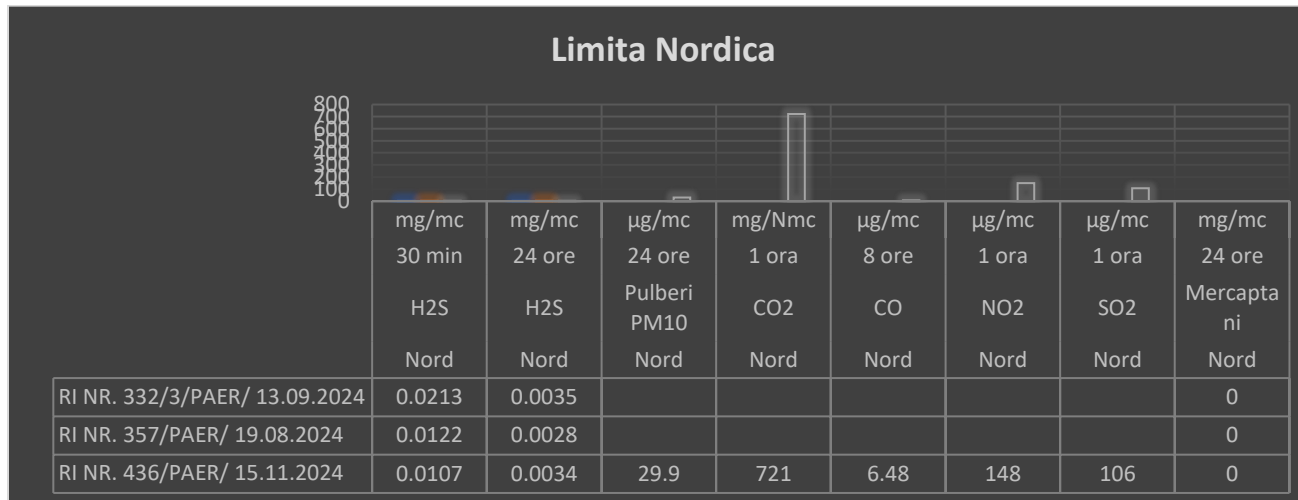 Limita Nordica
800
700
600
500
400
300
200
100
0
mg/mc mg/mc µg/mc mg/Nmc µg/mc µg/mc µg/mc mg/mc
30 min 24 ore 24 ore 1 ora 8 ore 1 ora 1 ora 24 ore
H2S H2S Pulberi PM10 CO2 CO NO2 SO2 Mercaptani
Nord Nord Nord Nord Nord Nord Nord Nord
RI NR. 332/3/PAER/ 13.09.2024 0.0213 0.0035 0
RI NR. 357/PAER/ 19.08.2024 0.0122 0.0028 0
RI NR. 436/PAER/ 15.11.2024 0.0107 0.0034 29.9 721 6.48 148 106 0